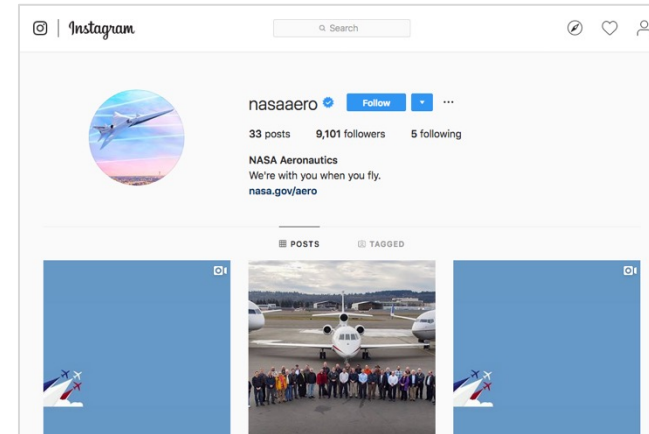 Instagram
Search
nasaaero Follow
33 posts 9,101 followers 5 following
NASA Aeronautics
We're with you when you fly.
nasa.gov/aero
POSTS TAGGED